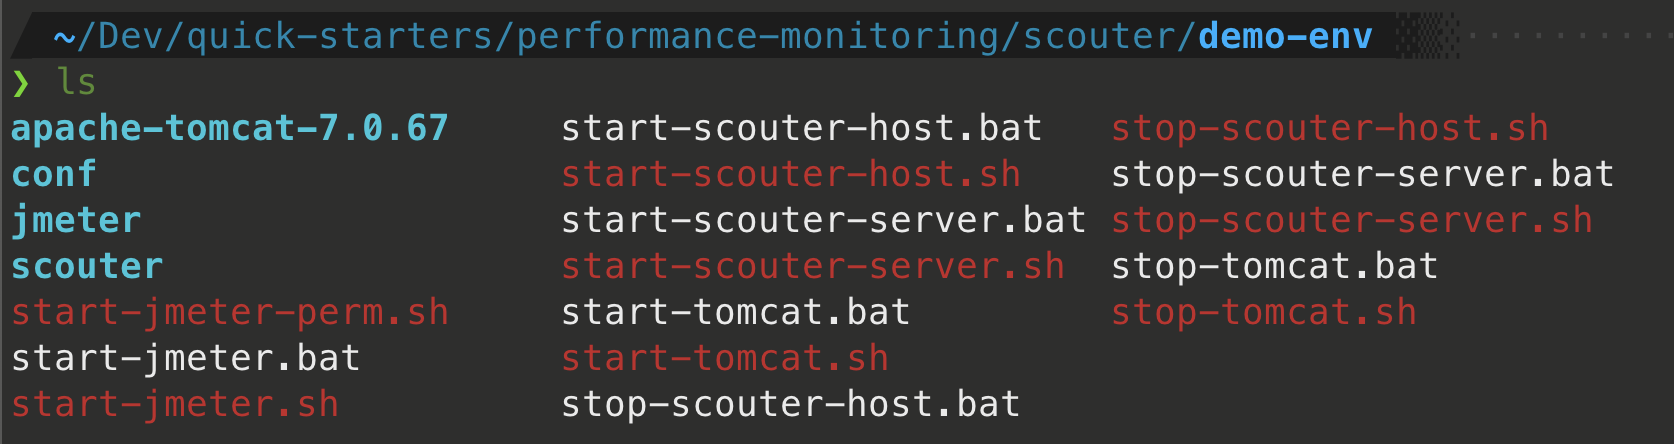 ~/Dev/quick-starters/performance-monitoring/scouter/demo-env
❯ ls
apache-tomcat-7.0.67 start-scouter-host.bat stop-scouter-host.sh
conf start-scouter-host.sh stop-scouter-server.bat
jmeter start-scouter-server.bat stop-scouter-server.sh
scouter start-scouter-server.sh stop-tomcat.bat
start-jmeter-perm.sh start-tomcat.bat stop-tomcat.sh
start-jmeter.bat start-tomcat.sh
start-jmeter.sh stop-scouter-host.bat